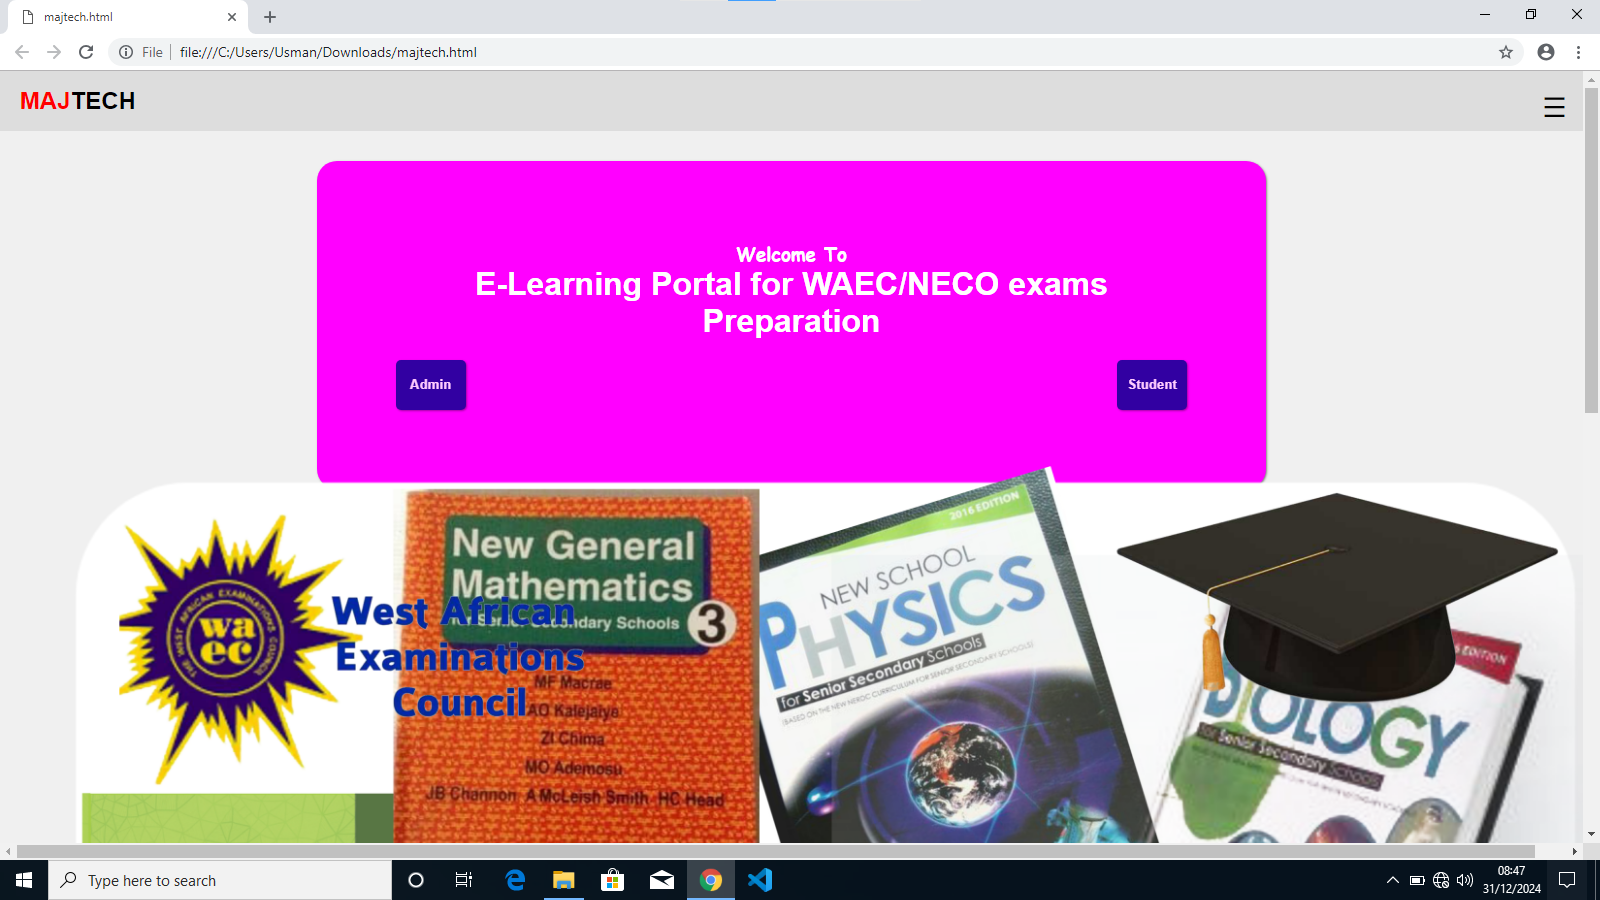 majtech.html
File
file:///C:/Users/Usman/Downloads/majtech.html
MAJTECH
Welcome To
E-Learning Portal for WAEC/NECO exams
Preparation
Admin
Student
THE WEST AFRICAN EXAMINATIONS COUNCIL
wa
ec
West African
Examinations
Council
New General
Mathematics
Secondary Schools 3
MF Macrae
AO Kalejaiye
ZI Chima
MO Ademosu
JB Channon A McLeish Smith HC Head
2016 EDITION
NEW SCHOOL
PHYSICS
for Senior Secondary Schools
(BASED ON THE NEW NERDC CURRICULUM FOR SENIOR SECONDARY SCHOOLS)
EDITION
BIOLOGY
for Senior Secondary Schools
Type here to search
08:47
31/12/2024